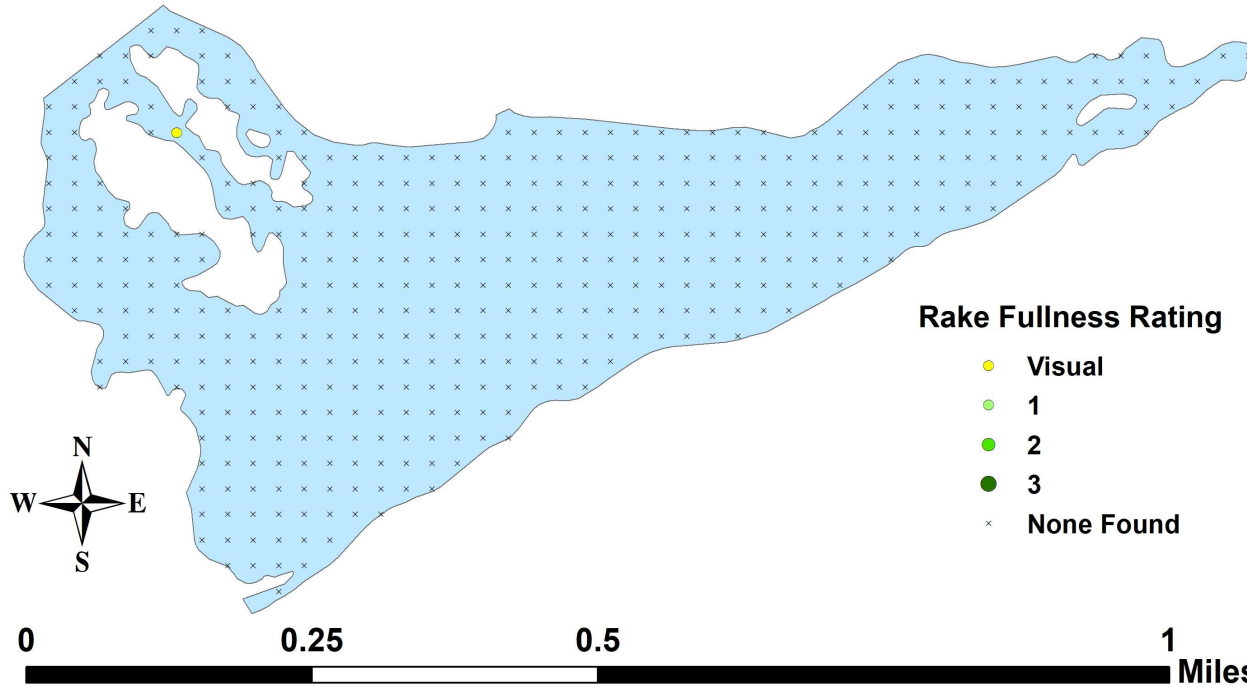 Rake Fullness Rating
Visual
1
2
3
None Found
N
W E
S
0 0.25 0.5 1
Miles